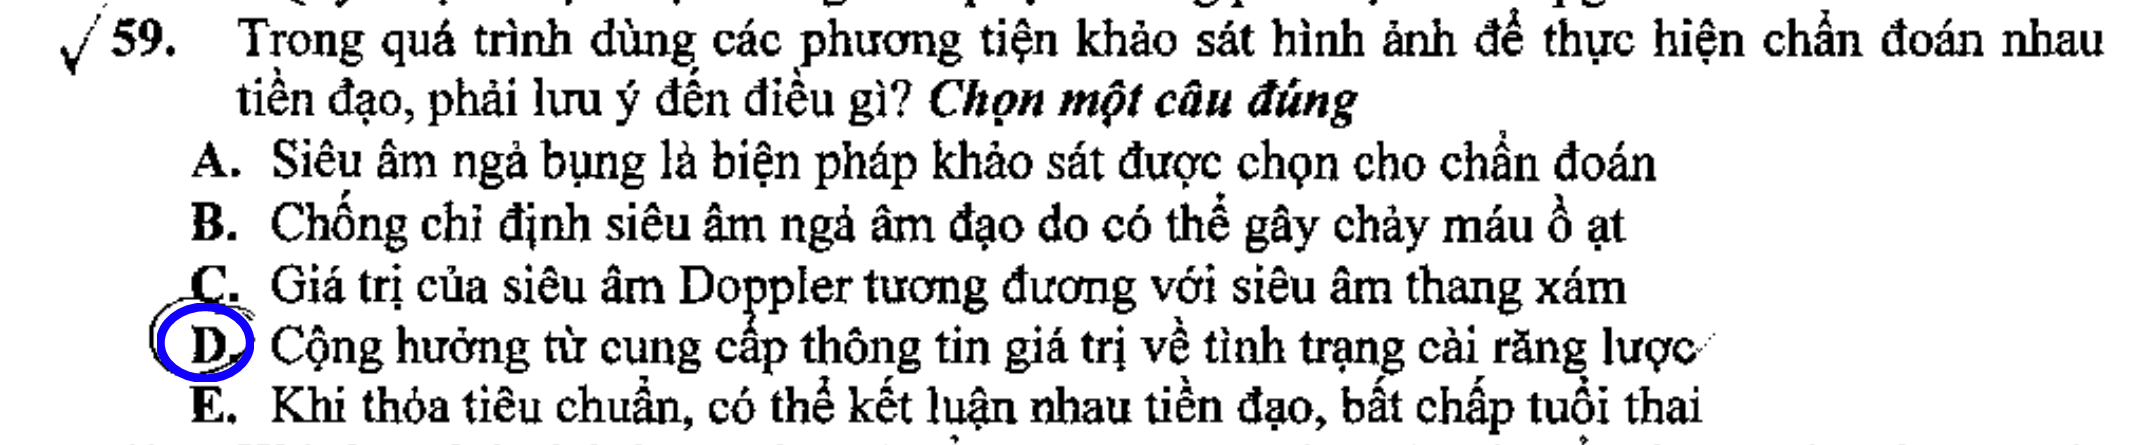 √ 59. Trong quá trình dùng các phương tiện khảo sát hình ảnh để thực hiện chẩn đoán nhau
tiền đạo, phải lưu ý đến điều gì? Chọn một câu đúng
A. Siêu âm ngả bụng là biện pháp khảo sát được chọn cho chẩn đoán
B. Chống chỉ định siêu âm ngả âm đạo do có thể gây chảy máu ồ ạt
C. Giá trị của siêu âm Doppler tương đương với siêu âm thang xám
D. Cộng hưởng từ cung cấp thông tin giá trị về tình trạng cài răng lược
E. Khi thỏa tiêu chuẩn, có thể kết luận nhau tiền đạo, bất chấp tuổi thai